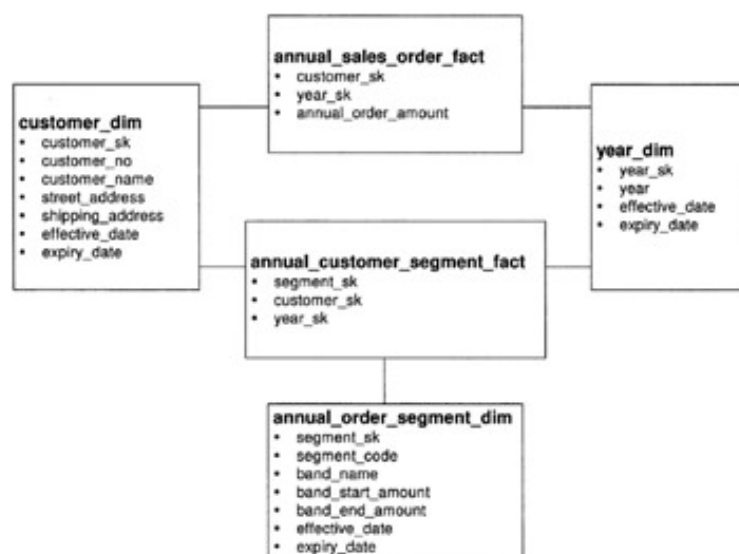 annual_sales_order_fact
• customer_sk
• year_sk
• annual_order_amount
customer_dim
• customer_sk
• customer_no
• customer_name
• street_address
• shipping_address
• effective_date
• expiry_date
year_dim
• year_sk
• year
• effective_date
• expiry_date
annual_customer_segment_fact
• segment_sk
• customer_sk
• year_sk
annual_order_segment_dim
• segment_sk
• segment_code
• band_name
• band_start_amount
• band_end_amount
• effective_date
• expiry_date